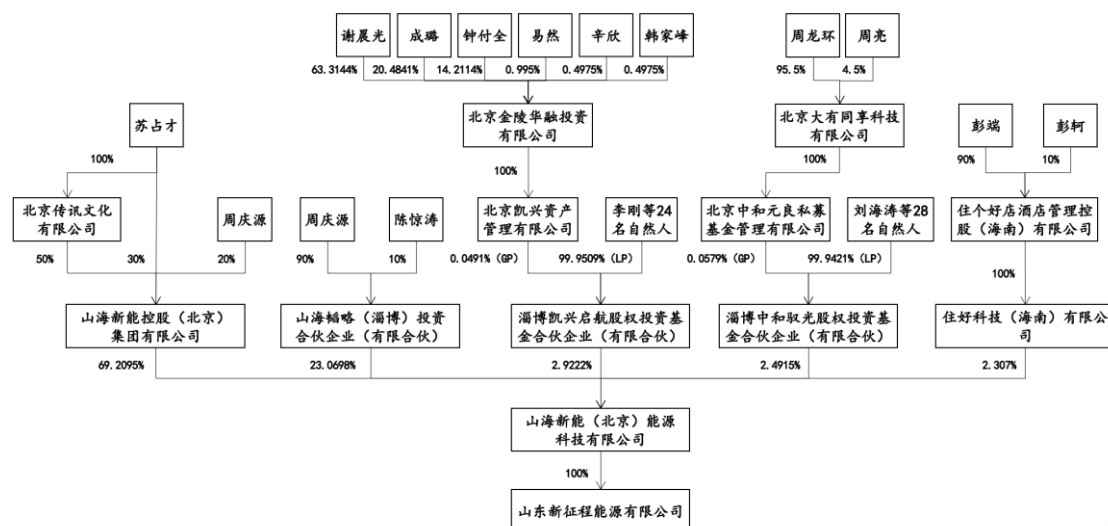 谢晨光
成璐
钟付全
易然
辛欣
韩家峰
周龙环
周亮
63.3144%
20.4841%
14.2114%
0.995%
0.4975%
0.4975%
95.5%
4.5%
苏占才
北京金陵华融投资
有限公司
北京大有同享科技
有限公司
彭端
彭轲
100%
100%
100%
90%
10%
北京传讯文化
有限公司
周庆源
周庆源
陈惊涛
北京凯兴资产
管理有限公司
李刚等24
名自然人
北京中和元良私募
基金管理有限公司
刘海涛等28
名自然人
住个好店酒店管理控
股（海南）有限公司
50%
30%
20%
90%
10%
0.0491%（GP）
99.9509%（LP）
0.0579%（GP）
99.9421%（LP）
100%
山海新能控股（北京）
集团有限公司
山海韬略（淄博）投资
合伙企业（有限合伙）
淄博凯兴启航股权投资基
金合伙企业（有限合伙）
淄博中和驭光股权投资基
金合伙企业（有限合伙）
住好科技（海南）有限公
司
69.2095%
23.0698%
2.9222%
2.4915%
2.307%
山海新能（北京）能源
科技有限公司
100%
山东新征程能源有限公司